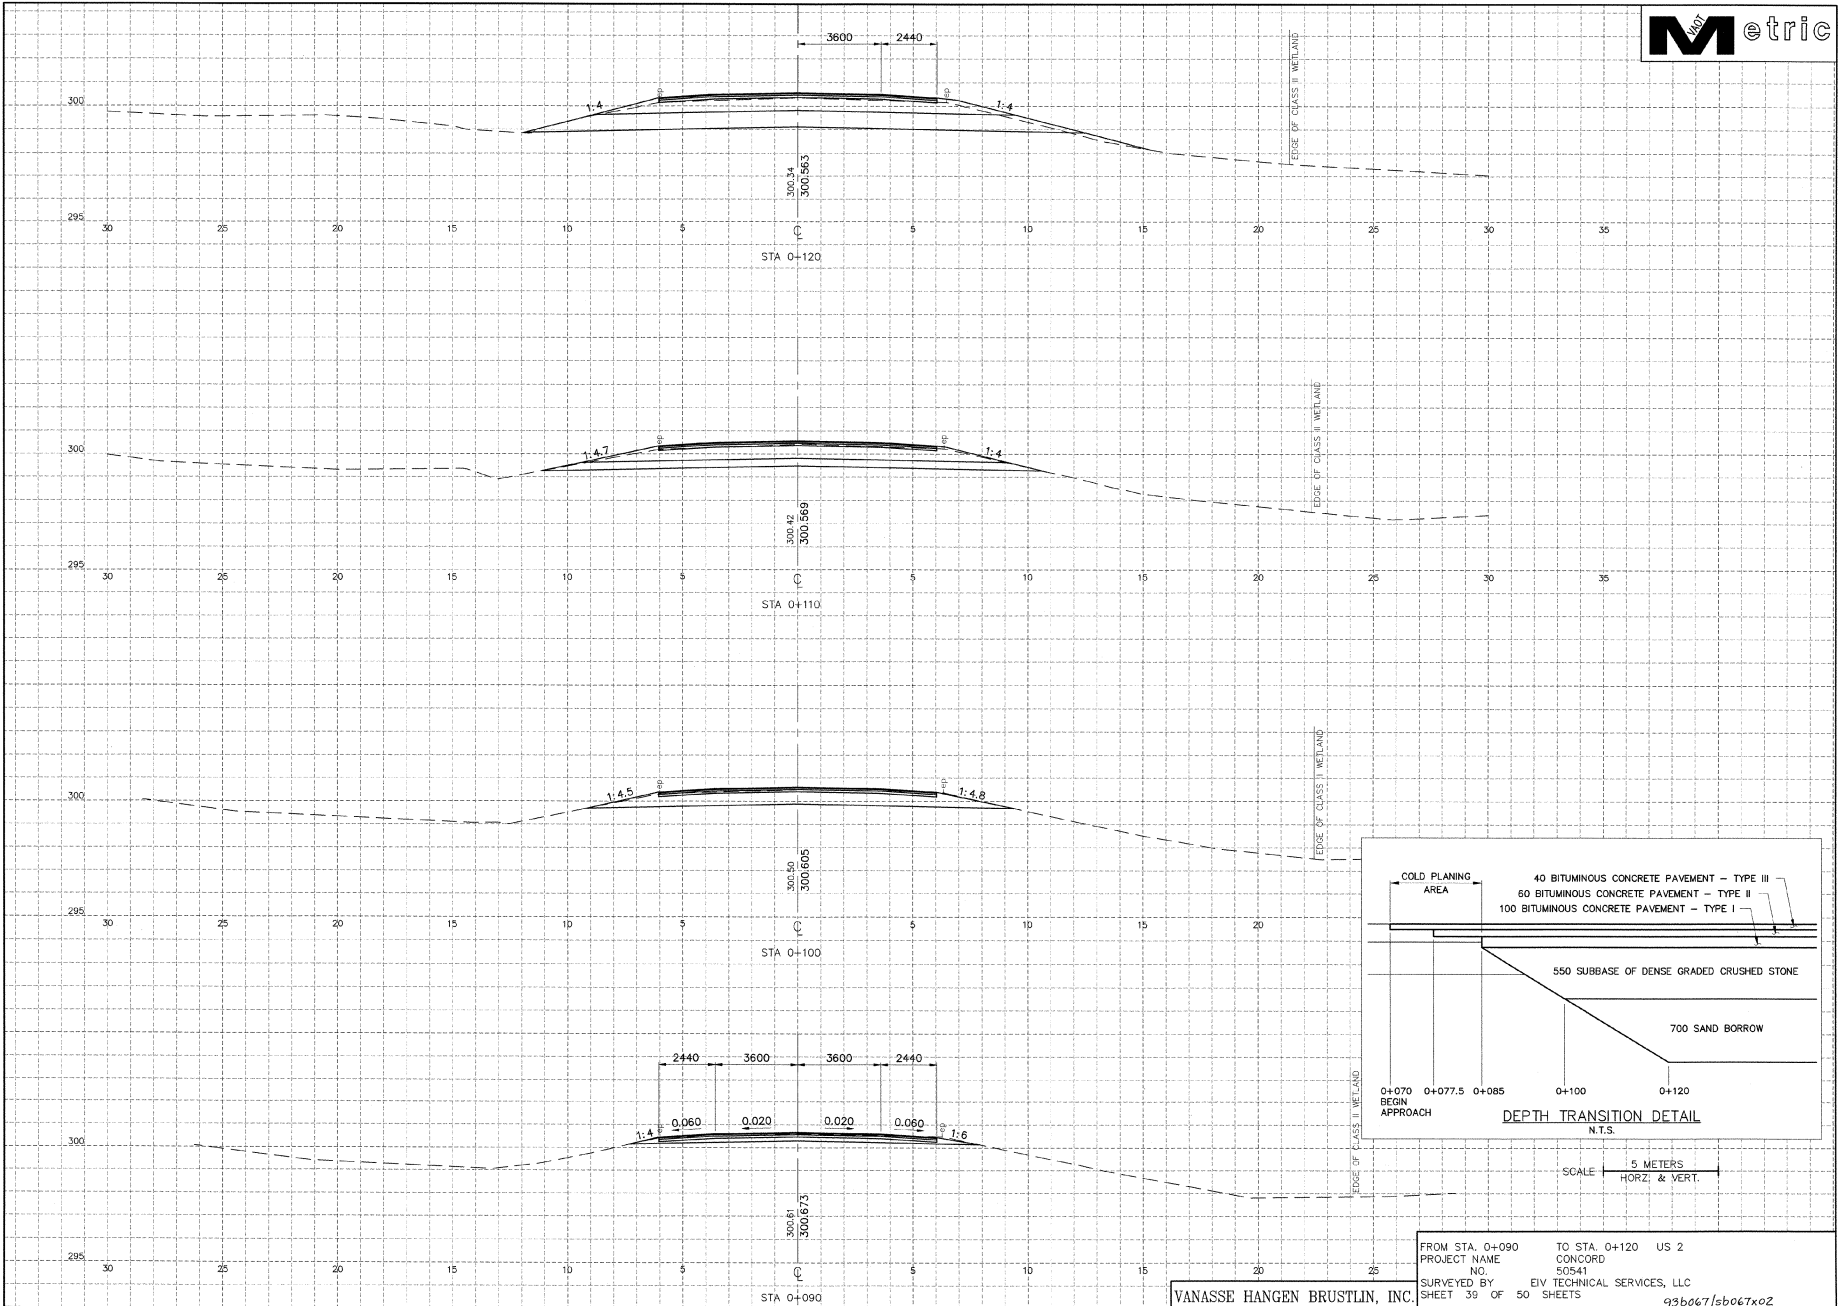 VAOT Metric
3600 2440
EDGE OF CLASS II WETLAND
300
ep ep
1:4 1:4
300.34
300.563
295
30 25 20 15 10 5 ℄ 5 10 15 20 25 30 35
STA 0+120
EDGE OF CLASS II WETLAND
300
ep ep
1:4.7 1:4
300.42
300.569
295
30 25 20 15 10 5 ℄ 5 10 15 20 25 30 35
STA 0+110
EDGE OF CLASS II WETLAND
300
ep ep
1:4.5 1:4.8
300.50
300.605
295
30 25 20 15 10 5 ℄ 5 10 15 20 25
STA 0+100
COLD PLANING
AREA
40 BITUMINOUS CONCRETE PAVEMENT – TYPE III
60 BITUMINOUS CONCRETE PAVEMENT – TYPE II
100 BITUMINOUS CONCRETE PAVEMENT – TYPE I
550 SUBBASE OF DENSE GRADED CRUSHED STONE
700 SAND BORROW
0+070 0+077.5 0+085 0+100 0+120
BEGIN
APPROACH
DEPTH TRANSITION DETAIL
N.T.S.
2440 3600 3600 2440
EDGE OF CLASS II WETLAND
0.060 0.020 0.020 0.060
300
ep ep
1:4 1:6
300.61
300.673
295
30 25 20 15 10 5 ℄ 5 10 15 20 25
STA 0+090
SCALE 5 METERS
HORZ. & VERT.
VANASSE HANGEN BRUSTLIN, INC.
FROM STA. 0+090 TO STA. 0+120 US 2
PROJECT NAME CONCORD
NO. 50541
SURVEYED BY EIV TECHNICAL SERVICES, LLC
SHEET 39 OF 50 SHEETS
93b067/sb067x02